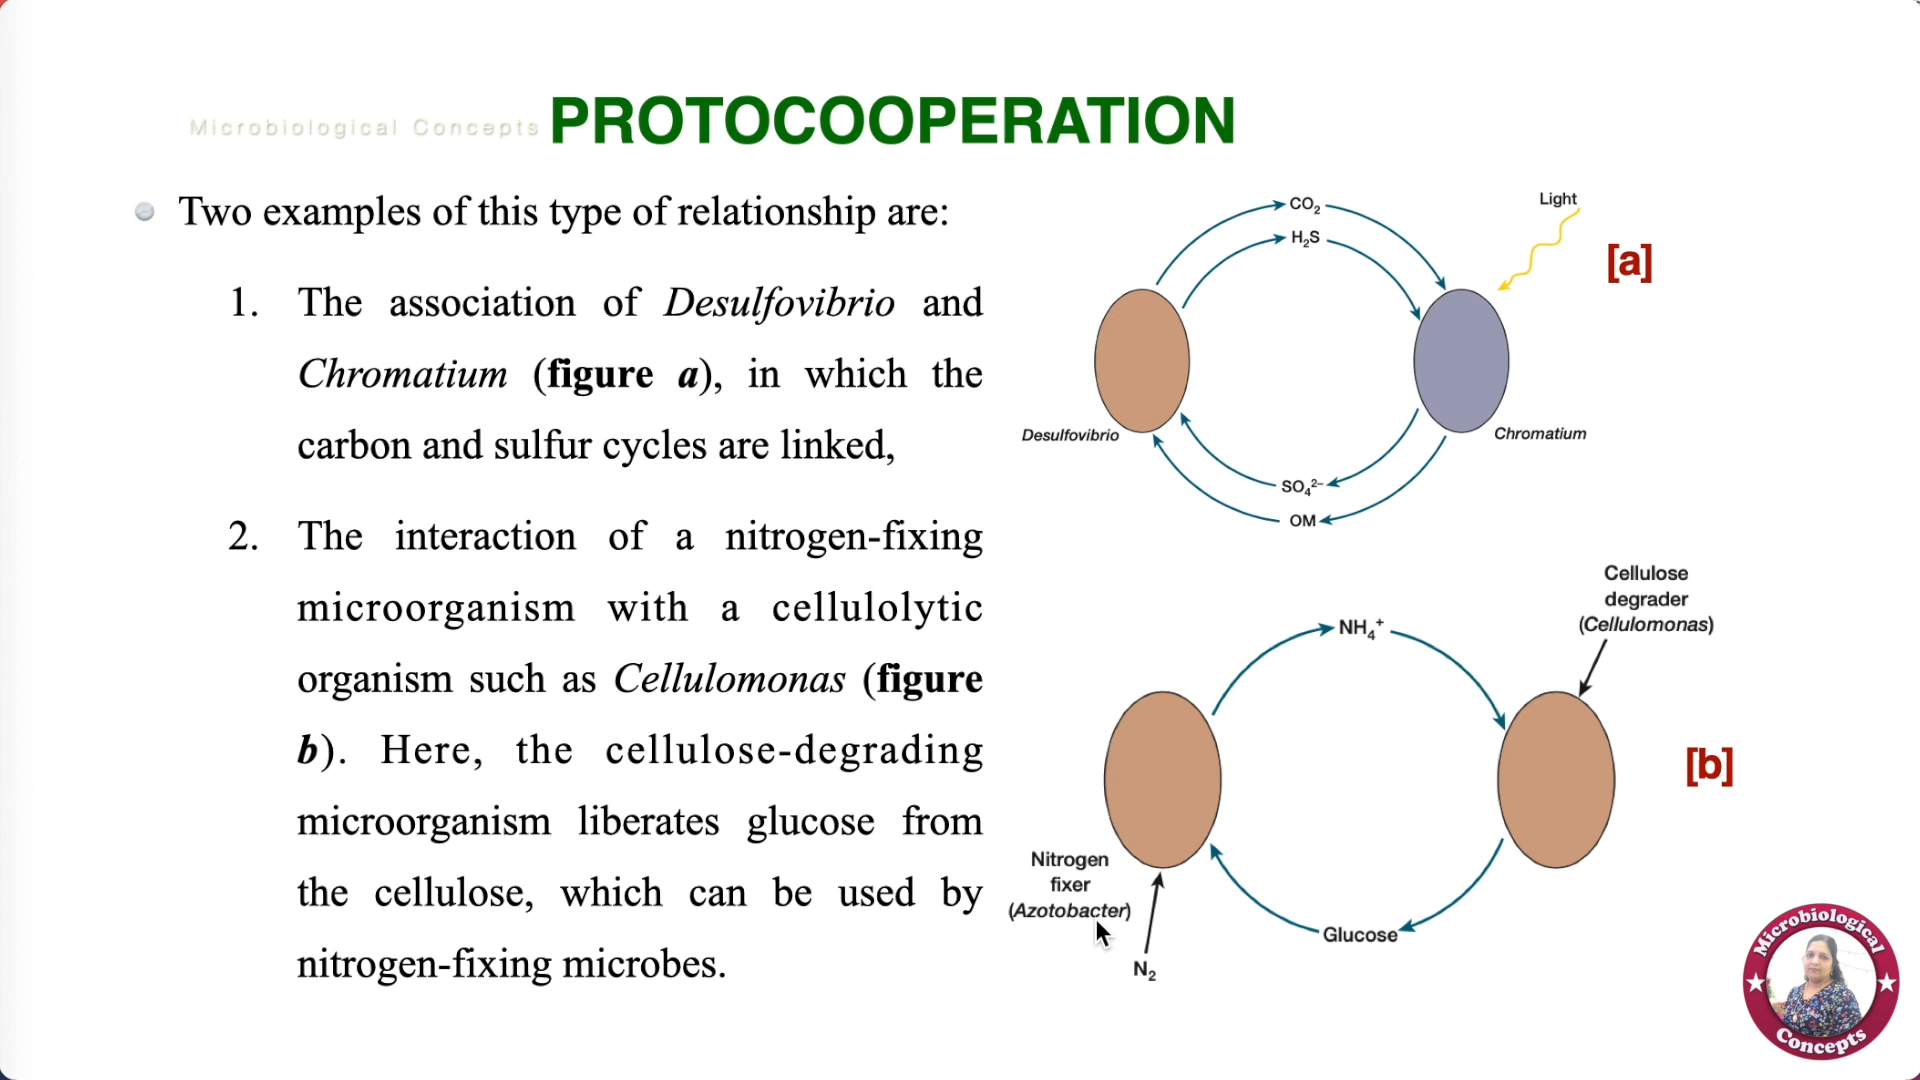 Microbiological Concepts PROTOCOOPERATION
Two examples of this type of relationship are:
1. The association of Desulfovibrio and
Chromatium (figure a), in which the
carbon and sulfur cycles are linked,
2. The interaction of a nitrogen-fixing
microorganism with a cellulolytic
organism such as Cellulomonas (figure
b). Here, the cellulose-degrading
microorganism liberates glucose from
the cellulose, which can be used by
nitrogen-fixing microbes.
CO₂
H₂S
Light
[a]
Desulfovibrio
Chromatium
SO₄²⁻
OM
Cellulose
degrader
(Cellulomonas)
NH₄⁺
[b]
Nitrogen
fixer
(Azotobacter)
Glucose
N₂
Microbiological
Concepts